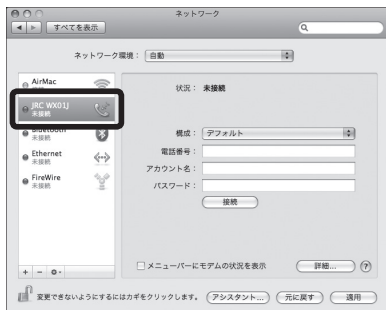 ネットワーク
すべてを表示
ネットワーク環境： 自動
AirMac
JRC WX01J
未接続
Bluetooth
未接続
Ethernet
未接続
FireWire
未接続
状況： 未接続
構成： デフォルト
電話番号：
アカウント名：
パスワード：
接続
メニューバーにモデムの状況を表示
詳細... ?
+ −
変更できないようにするにはカギをクリックします。 アシスタント... 元に戻す 適用